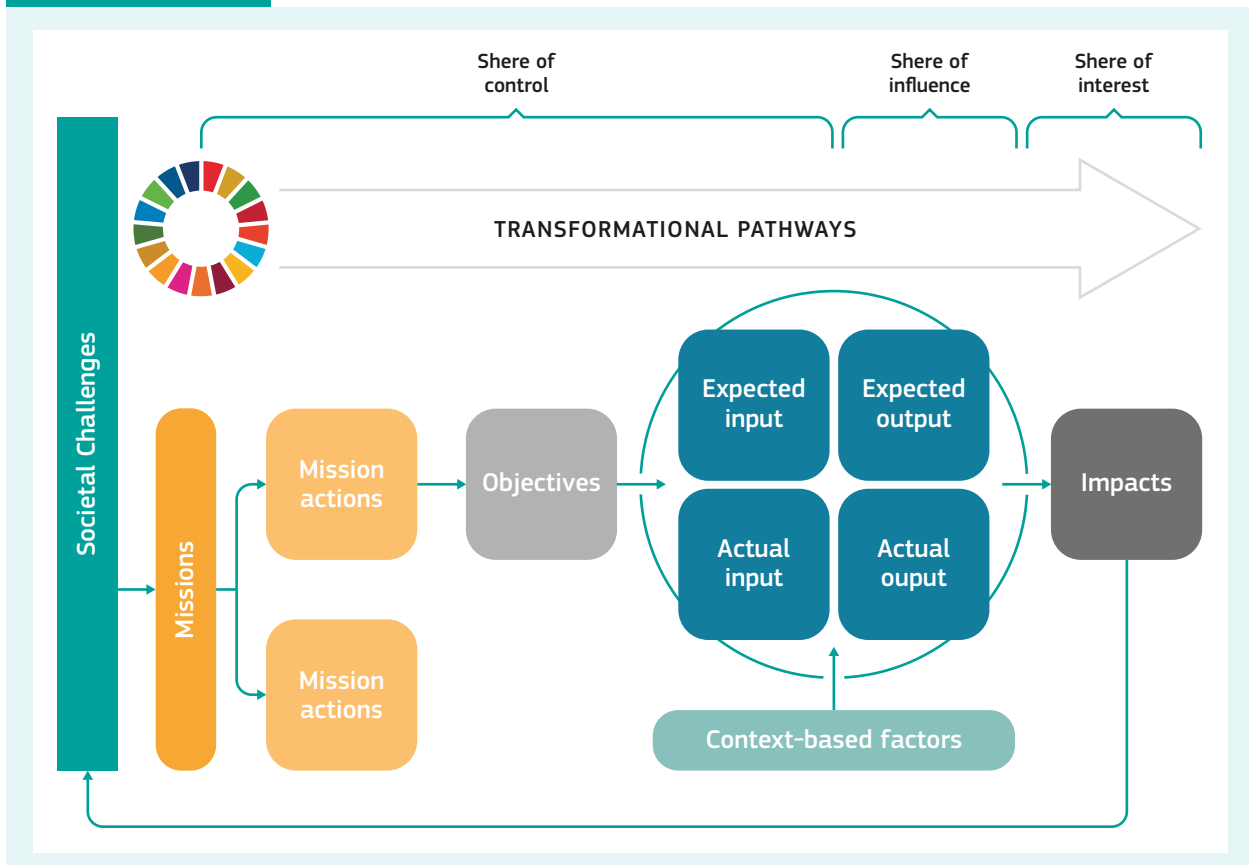 Shere of
control
Shere of
influence
Shere of
interest
TRANSFORMATIONAL PATHWAYS
Societal Challenges
Missions
Mission
actions
Mission
actions
Objectives
Expected
input
Expected
output
Actual
input
Actual
ouput
Context-based factors
Impacts